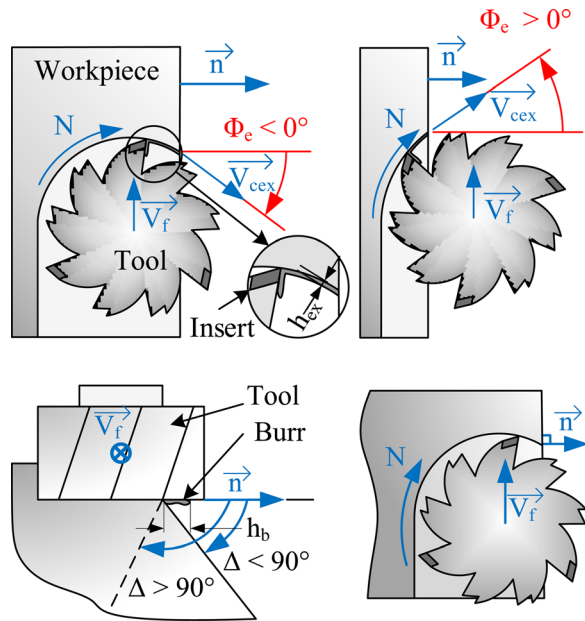 Workpiece
n
N
Φe < 0°
Vcex
Vf
Tool
Insert
hex
Φe > 0°
n
Vcex
N
Vf
Tool
Vf
Burr
n
hb
Δ < 90°
Δ > 90°
n
N
Vf